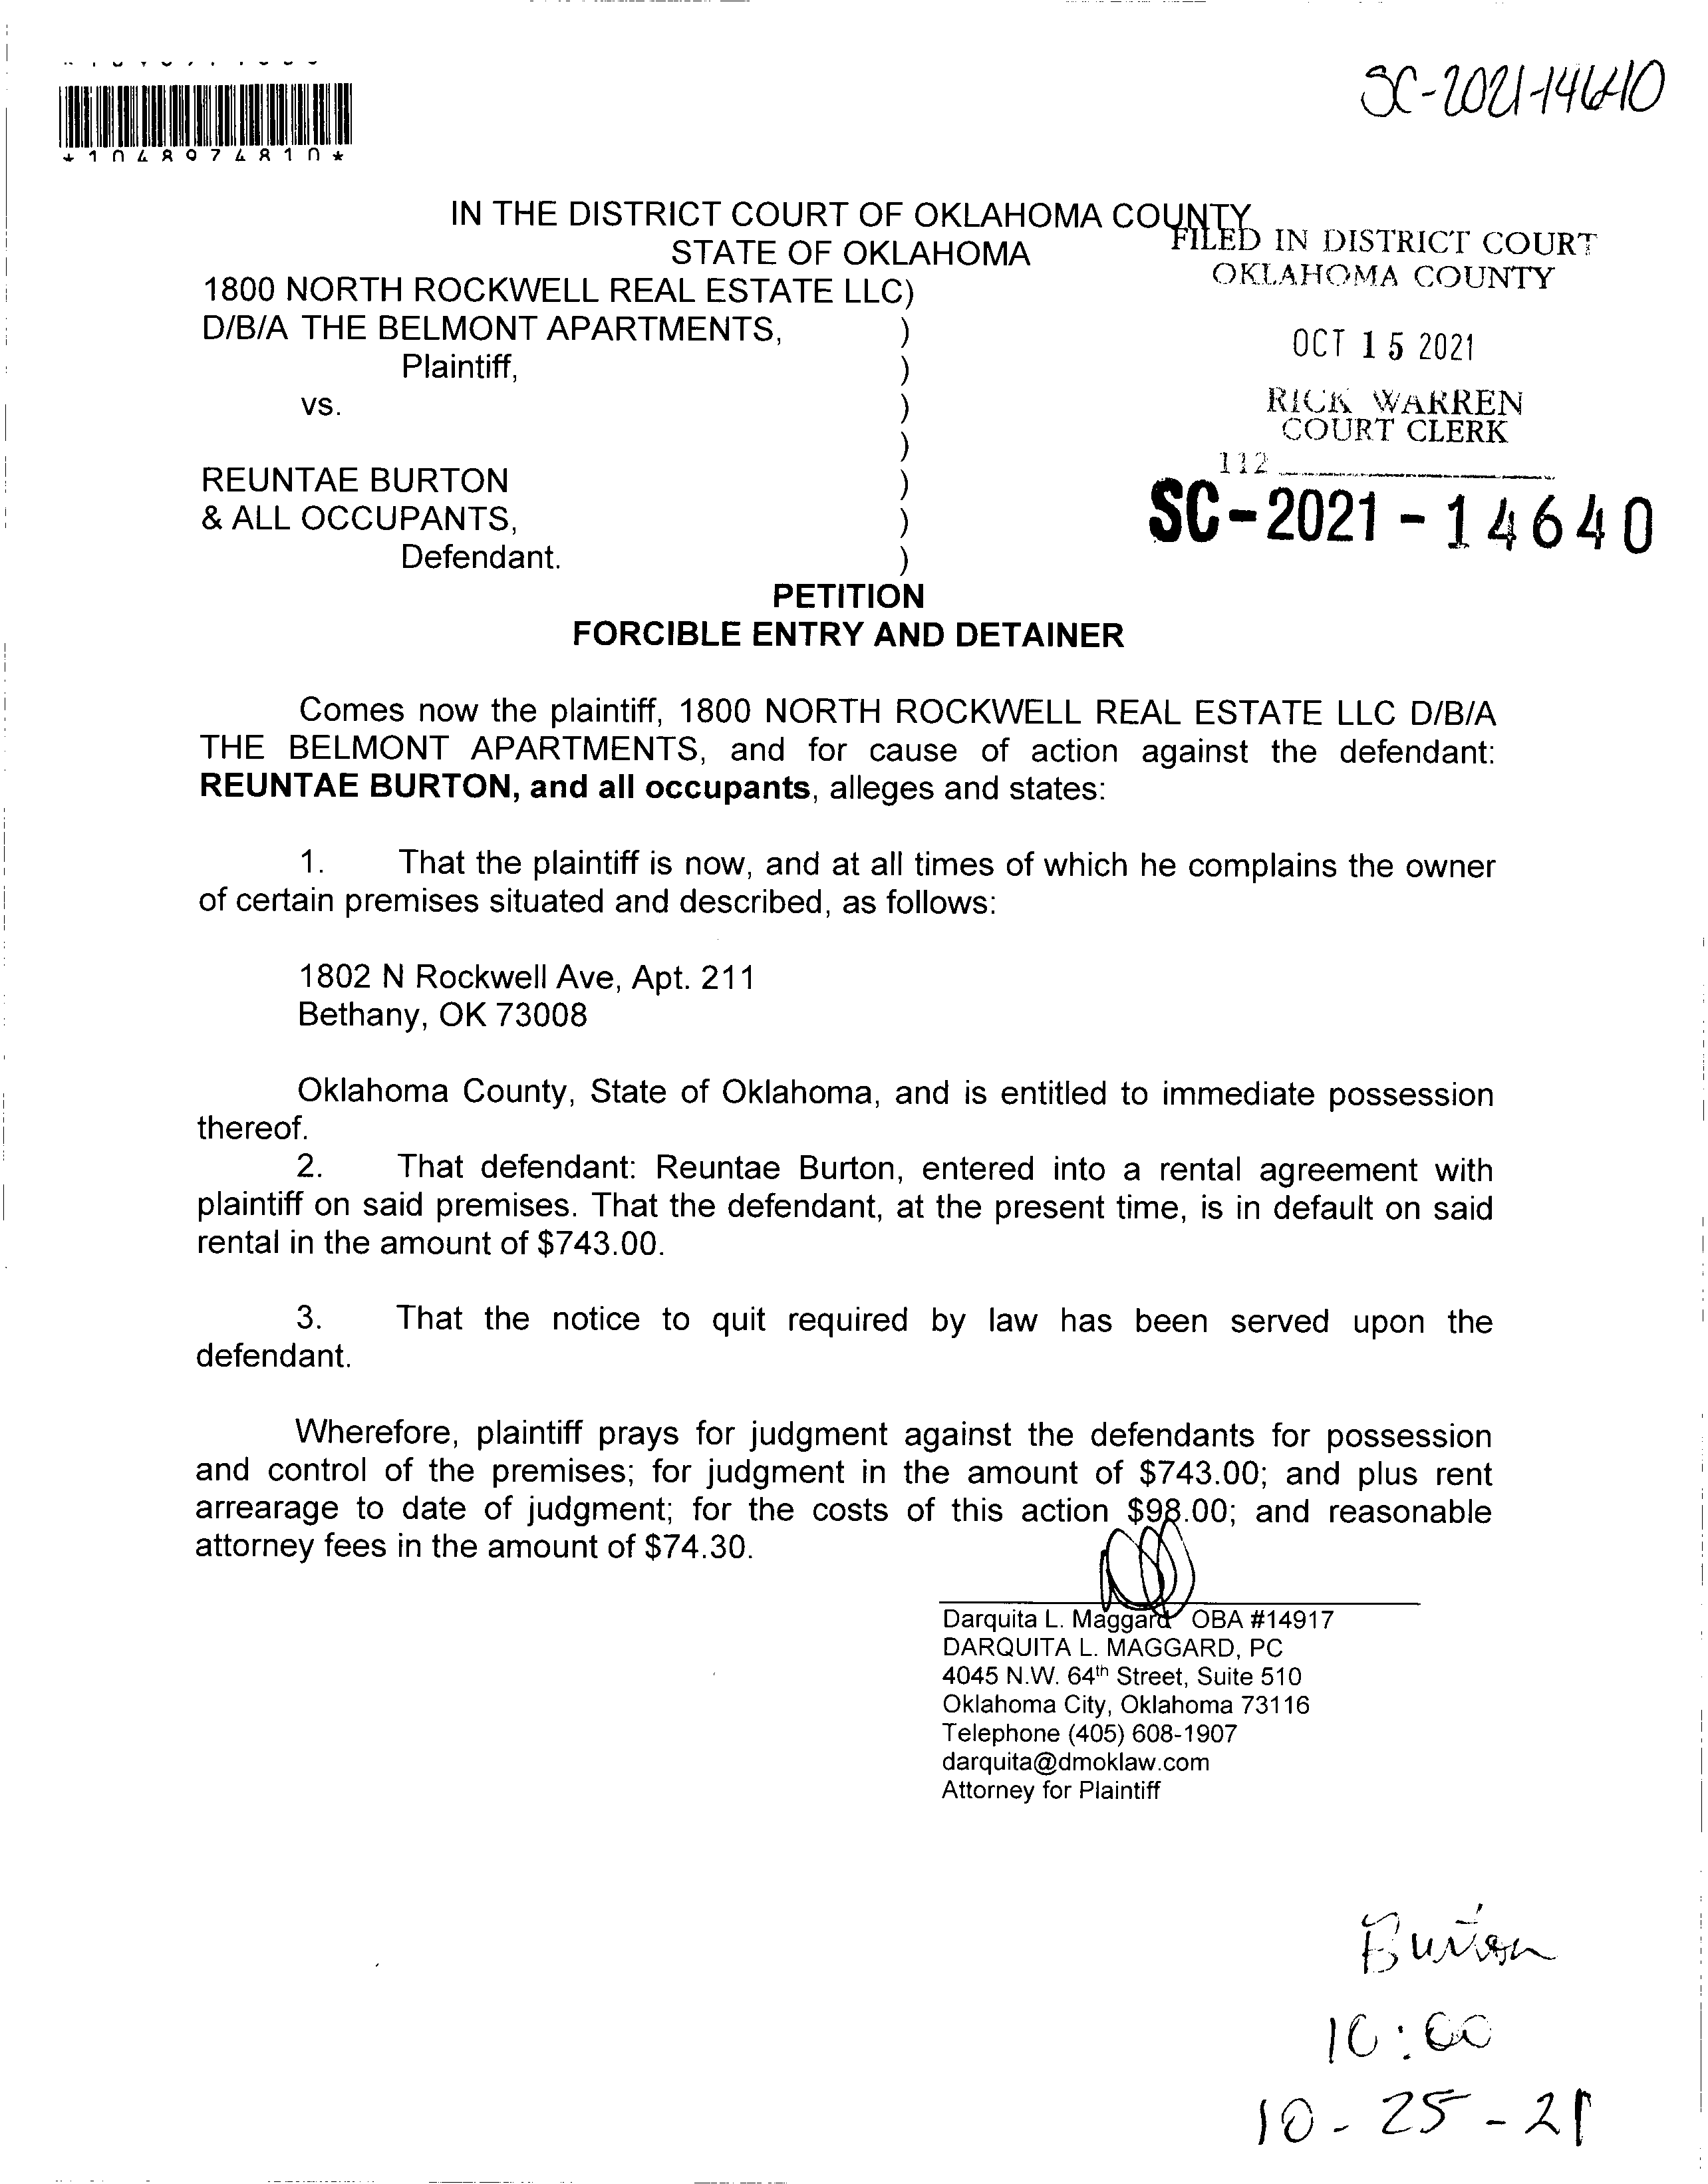 SC-2021-14640
*1048974810*
IN THE DISTRICT COURT OF OKLAHOMA COUNTY
STATE OF OKLAHOMA
FILED IN DISTRICT COURT
OKLAHOMA COUNTY
OCT 15 2021
RICK WARREN
COURT CLERK
112
SC-2021-14640
1800 NORTH ROCKWELL REAL ESTATE LLC)
D/B/A THE BELMONT APARTMENTS, )
Plaintiff, )
vs. )
)
REUNTAE BURTON )
& ALL OCCUPANTS, )
Defendant. )
PETITION
FORCIBLE ENTRY AND DETAINER
Comes now the plaintiff, 1800 NORTH ROCKWELL REAL ESTATE LLC D/B/A
THE BELMONT APARTMENTS, and for cause of action against the defendant:
REUNTAE BURTON, and all occupants, alleges and states:
1. That the plaintiff is now, and at all times of which he complains the owner
of certain premises situated and described, as follows:
1802 N Rockwell Ave, Apt. 211
Bethany, OK 73008
Oklahoma County, State of Oklahoma, and is entitled to immediate possession
thereof.
2. That defendant: Reuntae Burton, entered into a rental agreement with
plaintiff on said premises. That the defendant, at the present time, is in default on said
rental in the amount of $743.00.
3. That the notice to quit required by law has been served upon the
defendant.
Wherefore, plaintiff prays for judgment against the defendants for possession
and control of the premises; for judgment in the amount of $743.00; and plus rent
arrearage to date of judgment; for the costs of this action $98.00; and reasonable
attorney fees in the amount of $74.30.
Darquita L. Maggard OBA #14917
DARQUITA L. MAGGARD, PC
4045 N.W. 64th Street, Suite 510
Oklahoma City, Oklahoma 73116
Telephone (405) 608-1907
darquita@dmoklaw.com
Attorney for Plaintiff
Burton
10:00
10-25-21